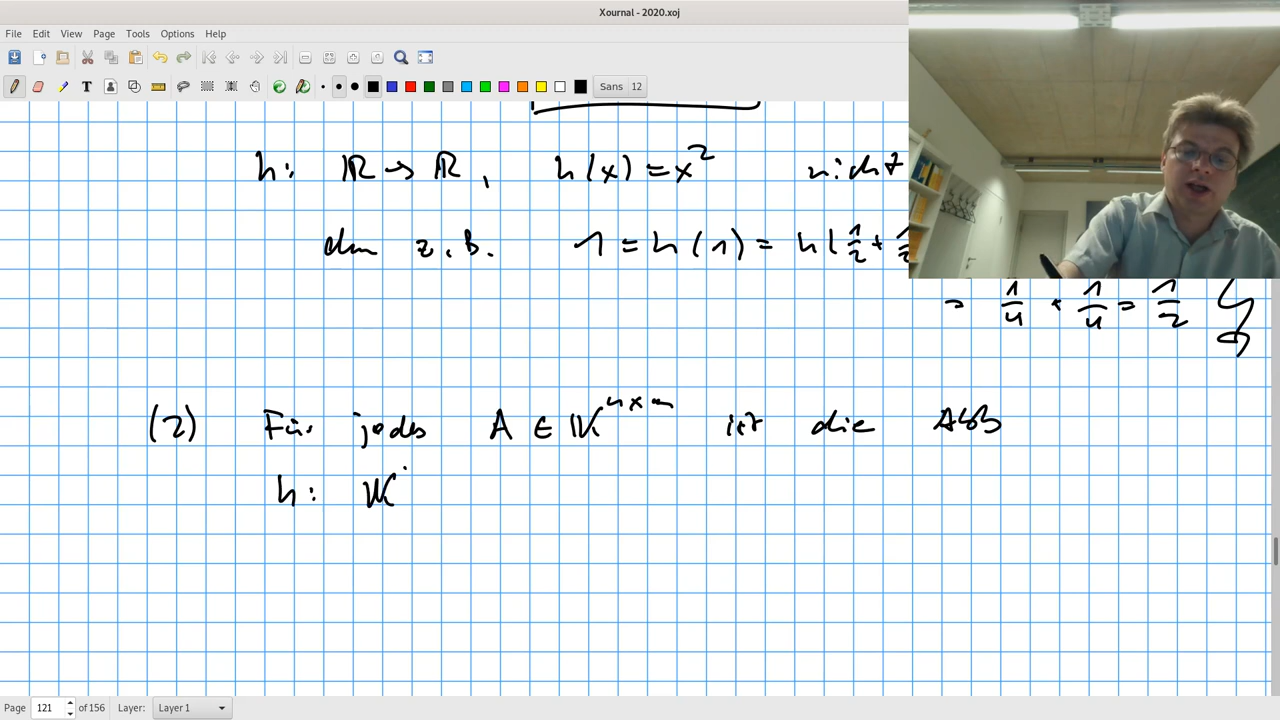 Xournal - 2020.xoj
File Edit View Page Tools Options Help
Sans 12
h: ℝ → ℝ, h(x) = x² nicht
denn z.B. 1 = h(1) = h(1/2 +
= 1/4 + 1/4 = 1/2
(2) Für jedes A ∈ 𝕂ⁿˣᵐ ist die Abb
h: 𝕂
Page 121 of 156 Layer: Layer 1